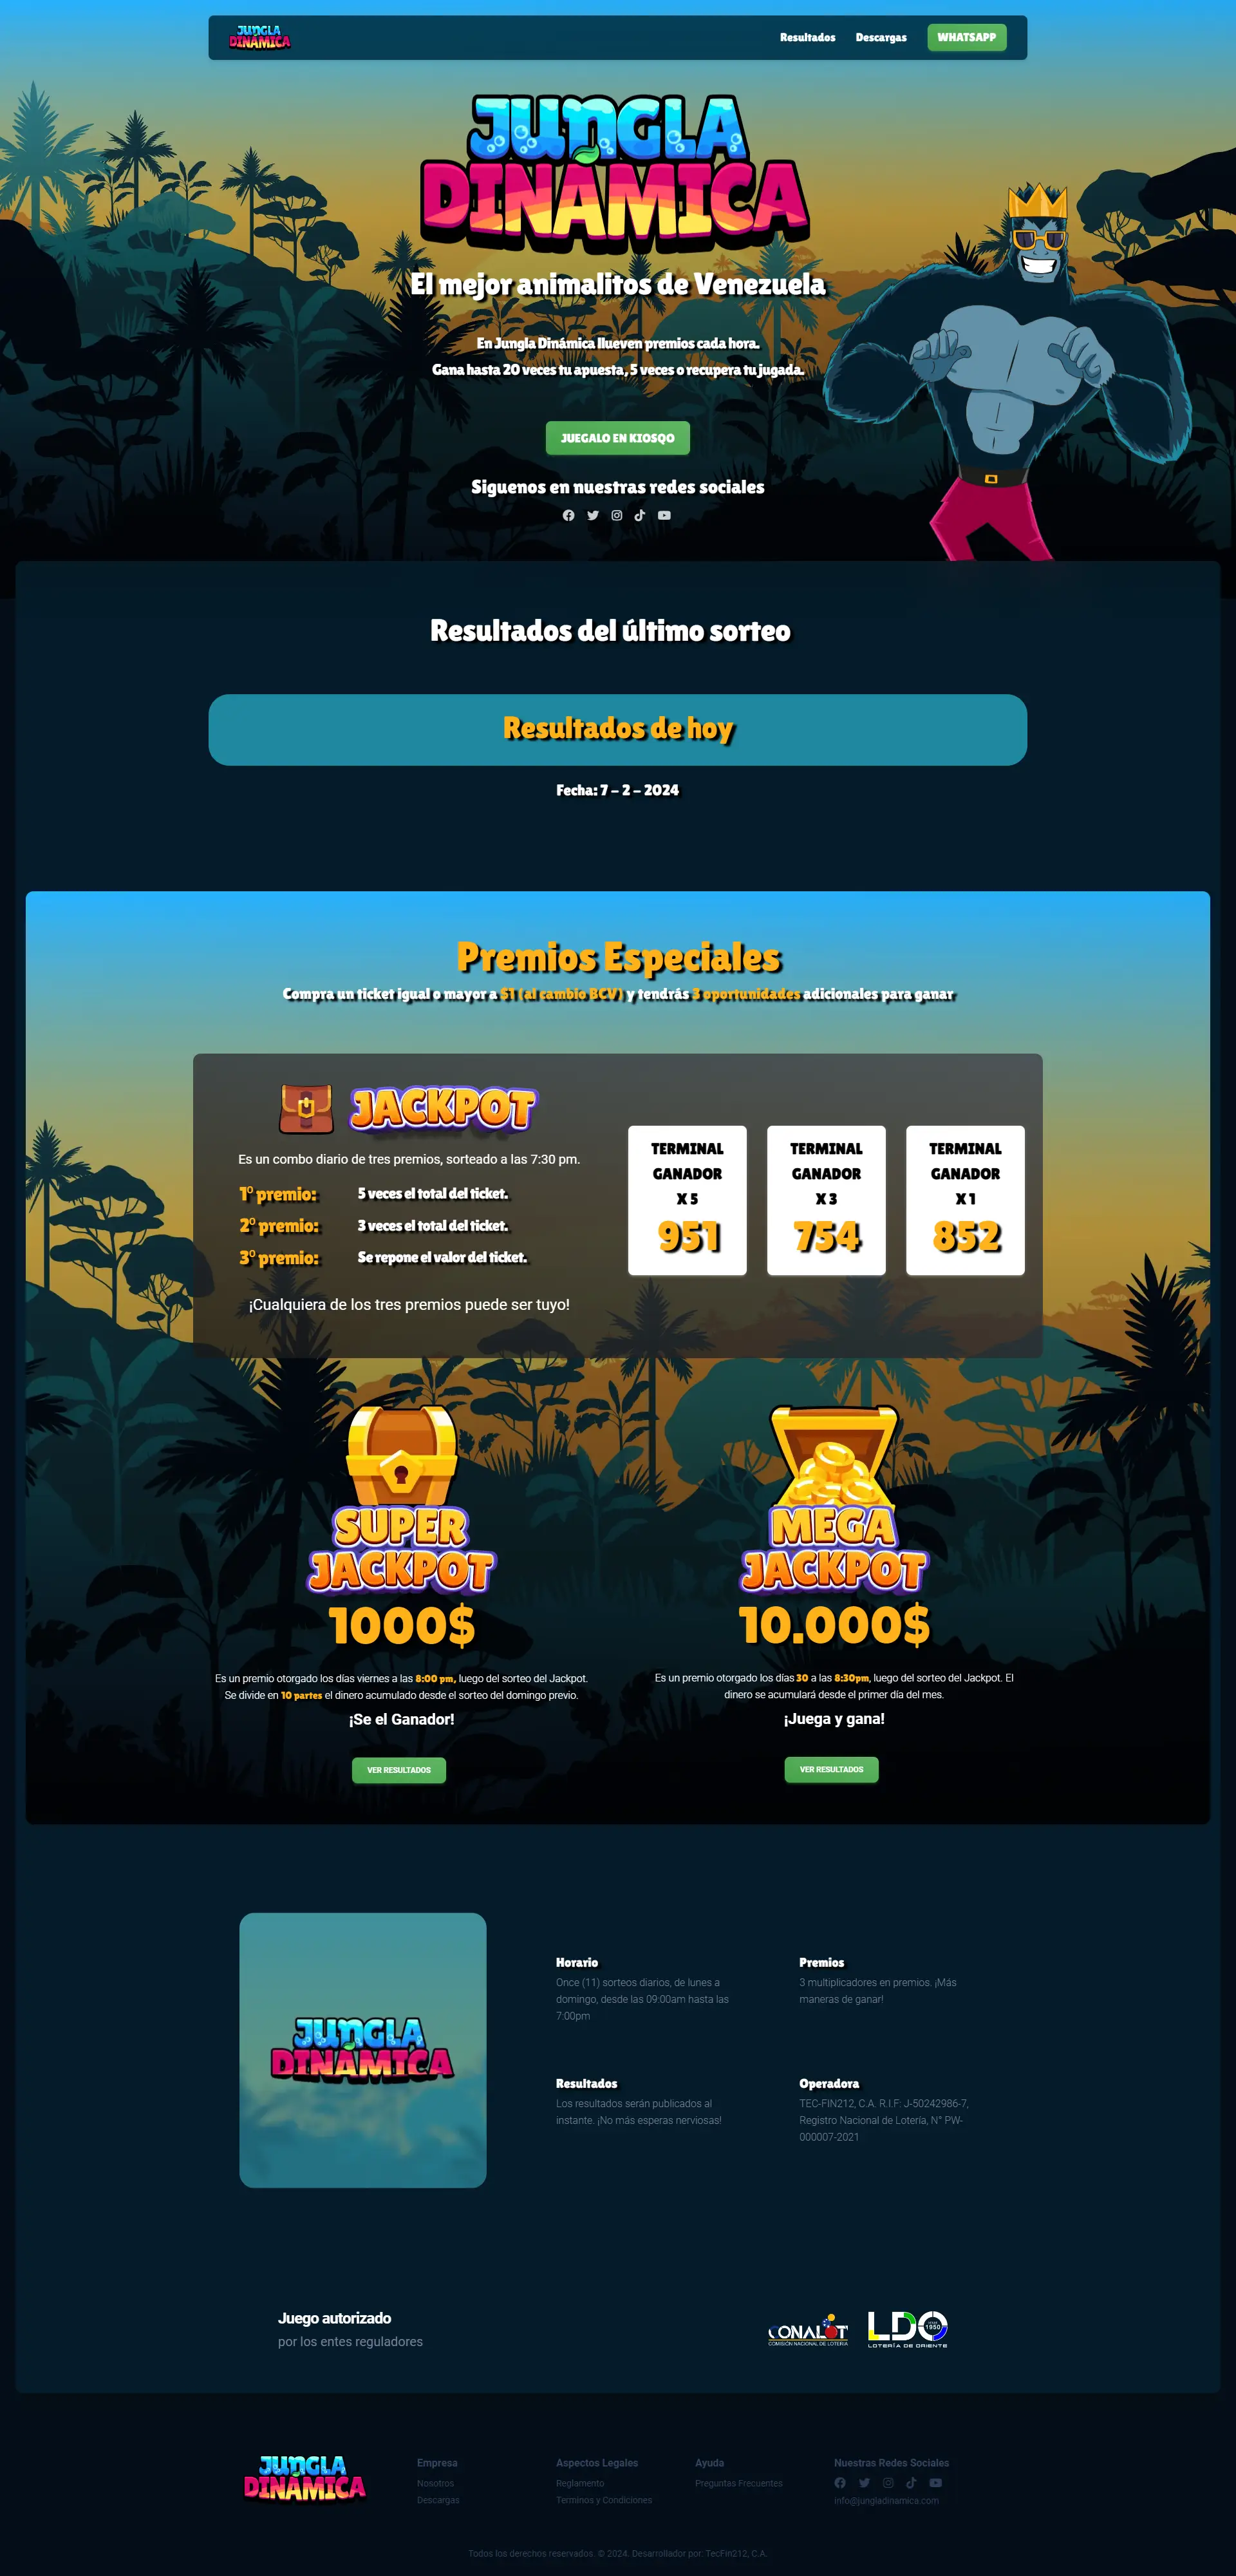 JUNGLA
DINÁMICA
Resultados
Descargas
WHATSAPP
JUNGLA
DINÁMICA
El mejor animalitos de Venezuela
En Jungla Dinámica llueven premios cada hora.
Gana hasta 20 veces tu apuesta, 5 veces o recupera tu jugada.
JUEGALO EN KIOSQO
Siguenos en nuestras redes sociales
Resultados del último sorteo
Resultados de hoy
Fecha: 7 - 2 - 2024
Premios Especiales
Compra un ticket igual o mayor a $1 (al cambio BCV) y tendrás 3 oportunidades adicionales para ganar
JACKPOT
Es un combo diario de tres premios, sorteado a las 7:30 pm.
1º premio: 5 veces el total del ticket.
2º premio: 3 veces el total del ticket.
3º premio: Se repone el valor del ticket.
¡Cualquiera de los tres premios puede ser tuyo!
TERMINAL
GANADOR
X 5
951
TERMINAL
GANADOR
X 3
754
TERMINAL
GANADOR
X 1
852
SUPER
JACKPOT
1000$
Es un premio otorgado los días viernes a las 8:00 pm, luego del sorteo del Jackpot.
Se divide en 10 partes el dinero acumulado desde el sorteo del domingo previo.
¡Se el Ganador!
VER RESULTADOS
MEGA
JACKPOT
10.000$
Es un premio otorgado los días 30 a las 8:30pm, luego del sorteo del Jackpot. El
dinero se acumulará desde el primer día del mes.
¡Juega y gana!
VER RESULTADOS
JUNGLA
DINÁMICA
Horario
Once (11) sorteos diarios, de lunes a
domingo, desde las 09:00am hasta las
7:00pm
Premios
3 multiplicadores en premios. ¡Más
maneras de ganar!
Resultados
Los resultados serán publicados al
instante. ¡No más esperas nerviosas!
Operadora
TEC-FIN212, C.A. R.I.F: J-50242986-7,
Registro Nacional de Lotería, N° PW-
000007-2021
Juego autorizado
por los entes reguladores
CONALOT
COMISIÓN NACIONAL DE LOTERÍA
LDO
1950
LOTERÍA DE ORIENTE
JUNGLA
DINÁMICA
Empresa
Nosotros
Descargas
Aspectos Legales
Reglamento
Terminos y Condiciones
Ayuda
Preguntas Frecuentes
Nuestras Redes Sociales
info@jungladinamica.com
Todos los derechos reservados. © 2024. Desarrollador por: TecFin212, C.A.